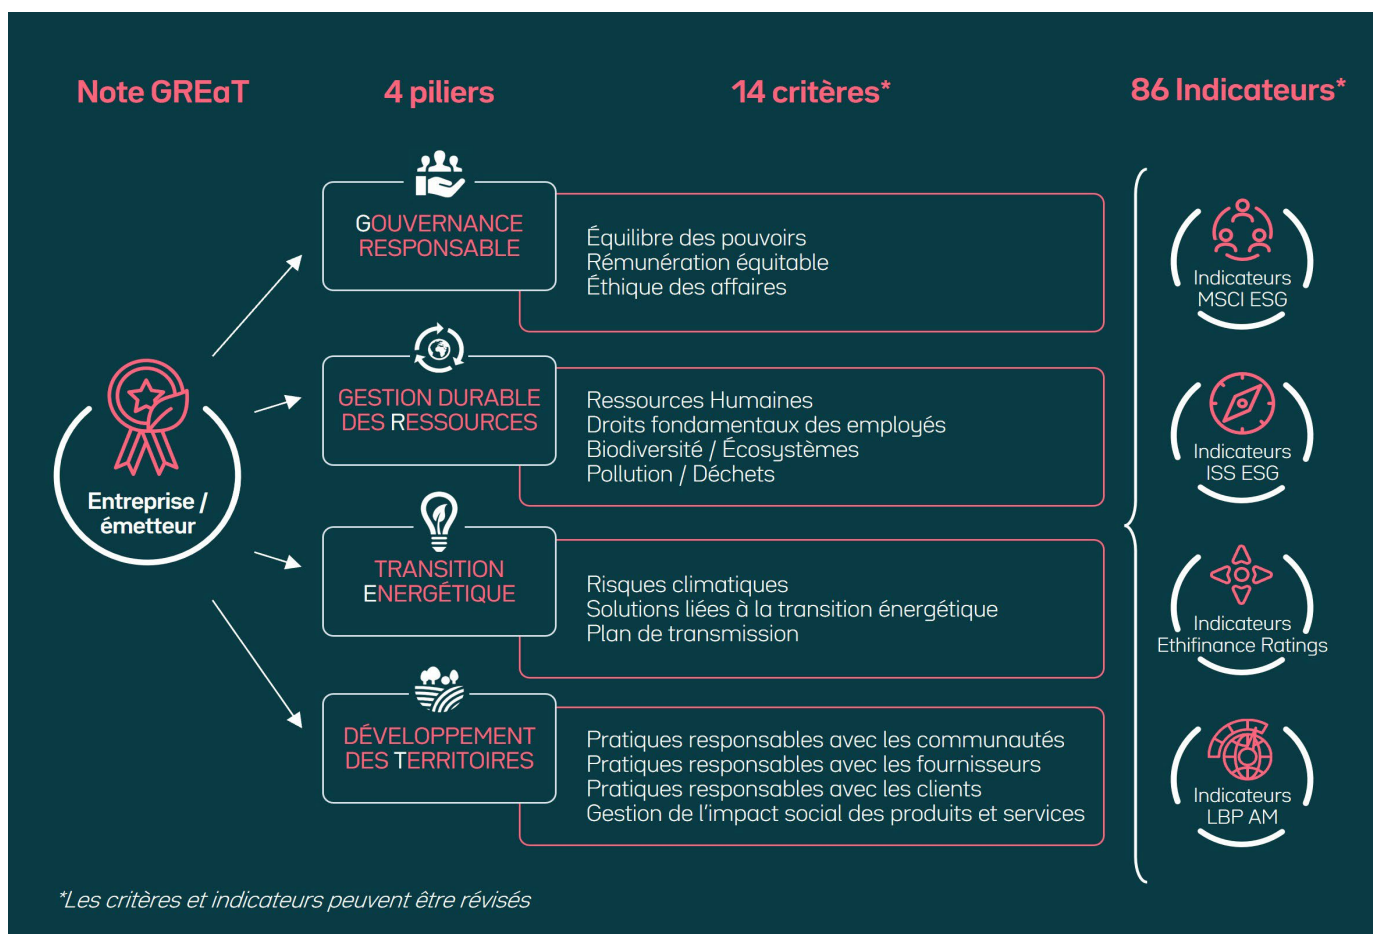 Note GREaT
4 piliers
14 critères*
86 Indicateurs*
Entreprise /
émetteur
GOUVERNANCE
RESPONSABLE
Équilibre des pouvoirs
Rémunération équitable
Éthique des affaires
GESTION DURABLE
DES RESSOURCES
Ressources Humaines
Droits fondamentaux des employés
Biodiversité / Écosystèmes
Pollution / Déchets
TRANSITION
ENERGÉTIQUE
Risques climatiques
Solutions liées à la transition énergétique
Plan de transmission
DÉVELOPPEMENT
DES TERRITOIRES
Pratiques responsables avec les communautés
Pratiques responsables avec les fournisseurs
Pratiques responsables avec les clients
Gestion de l'impact social des produits et services
Indicateurs
MSCI ESG
Indicateurs
ISS ESG
Indicateurs
Ethifinance Ratings
Indicateurs
LBP AM
*Les critères et indicateurs peuvent être révisés